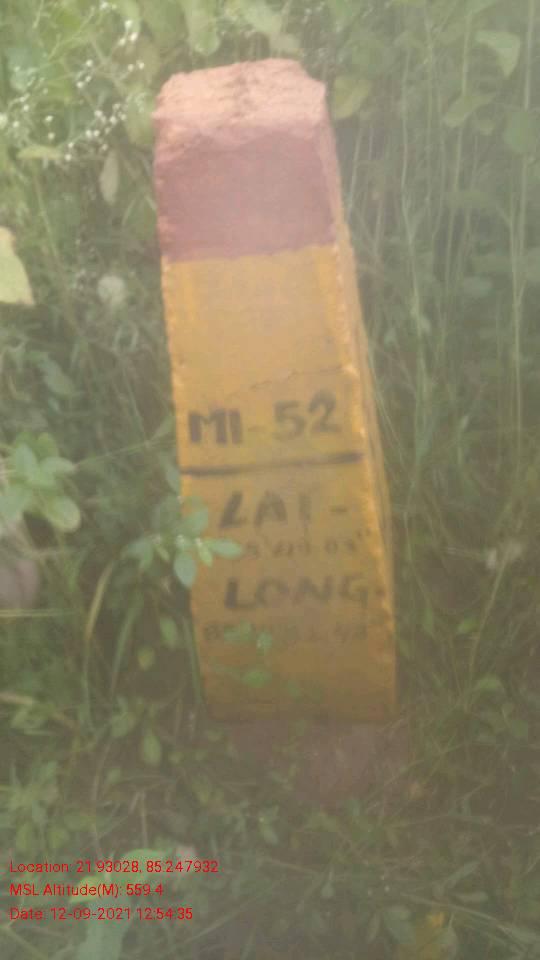 MI-52
LAT-
LONG.
Location: 21.93028, 85.247932
MSL Altitude(M): 559.4
Date: 12-09-2021 12:54:35